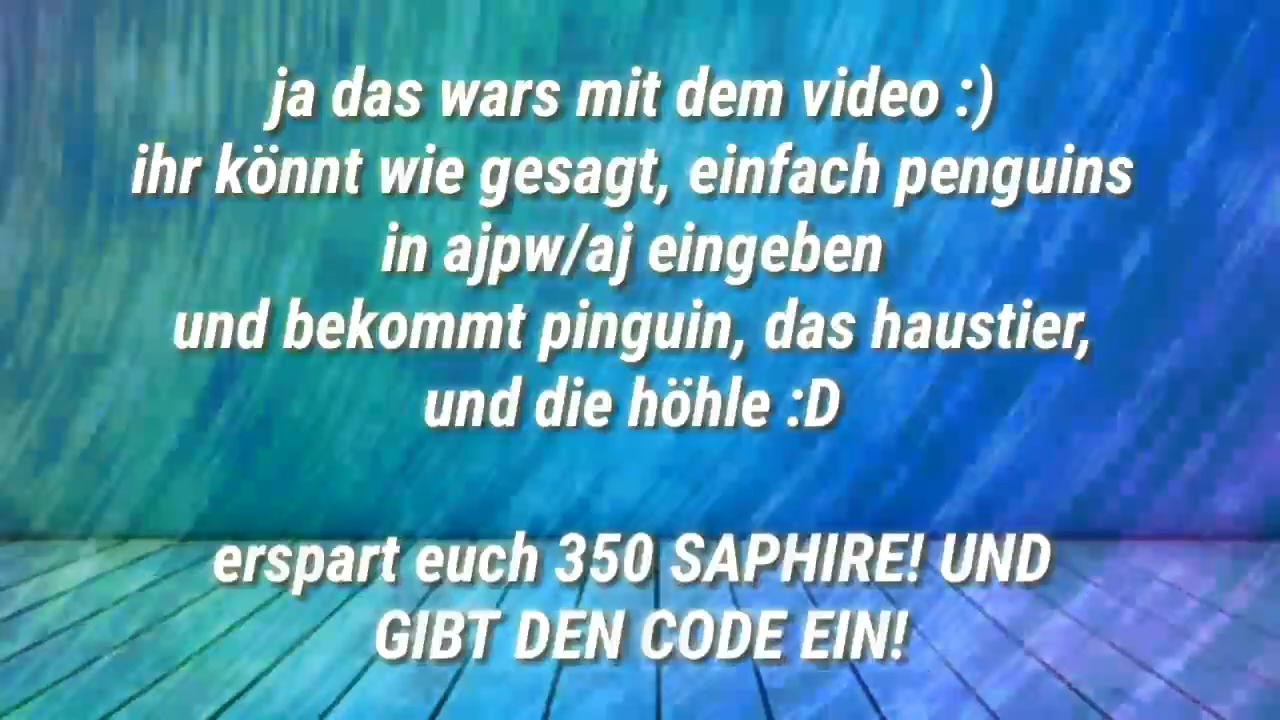 ja das wars mit dem video :)
ihr könnt wie gesagt, einfach penguins
in ajpw/aj eingeben
und bekommt pinguin, das haustier,
und die höhle :D
erspart euch 350 SAPHIRE! UND
GIBT DEN CODE EIN!